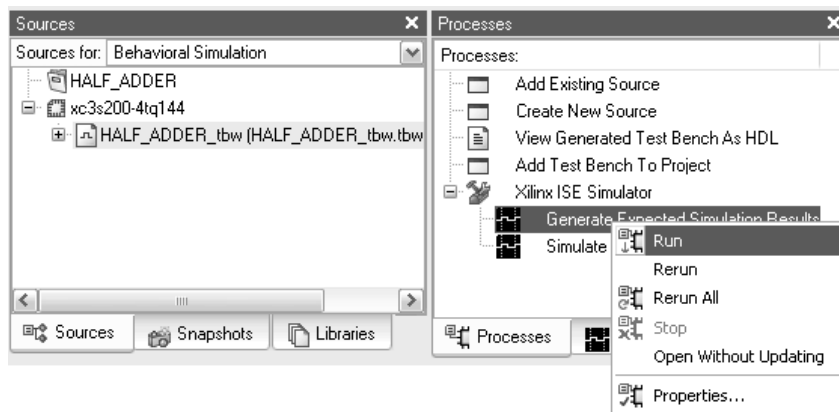 Sources
Sources for: Behavioral Simulation
HALF_ADDER
xc3s200-4tq144
HALF_ADDER_tbw (HALF_ADDER_tbw.tbw
Sources
Snapshots
Libraries
Processes
Processes:
Add Existing Source
Create New Source
View Generated Test Bench As HDL
Add Test Bench To Project
Xilinx ISE Simulator
Generate Expected Simulation Results
Simulate
Processes
Run
Rerun
Rerun All
Stop
Open Without Updating
Properties...